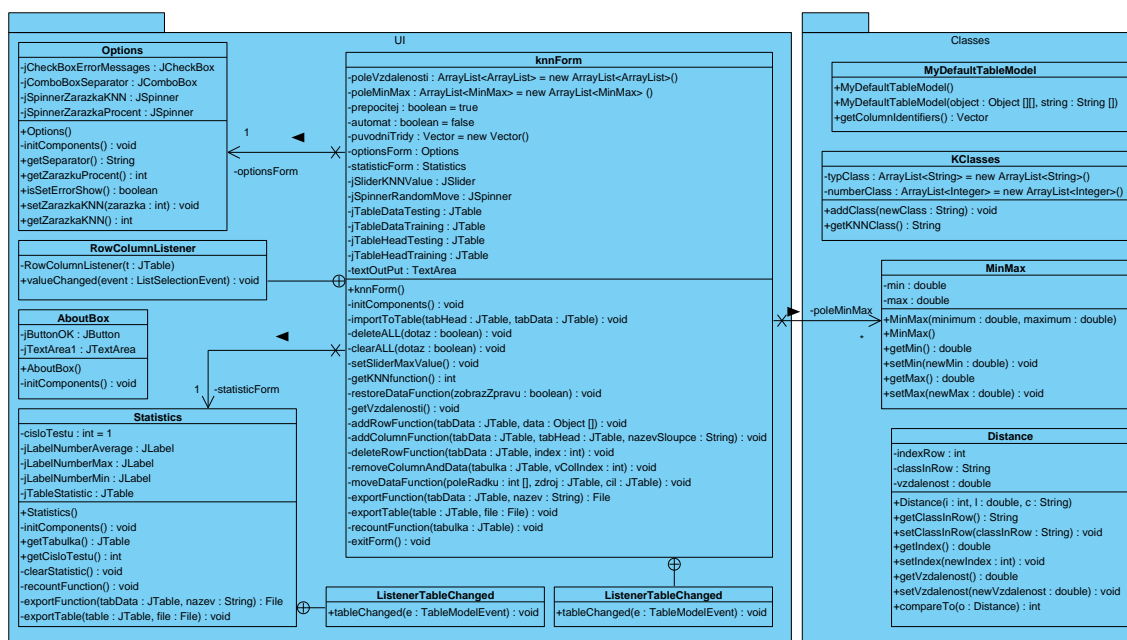 UI
Options
-jCheckBoxErrorMessages : JCheckBox
-jComboBoxSeparator : JComboBox
-jSpinnerZarazkaKNN : JSpinner
-jSpinnerZarazkaProcent : JSpinner
+Options()
-initComponents() : void
+getSeparator() : String
+getZarazkuProcent() : int
+isSetErrorShow() : boolean
+setZarazkaKNN(zarazka : int) : void
+getZarazkaKNN() : int
1
-optionsForm
RowColumnListener
-RowColumnListener(t : JTable)
+valueChanged(event : ListSelectionEvent) : void
AboutBox
-jButtonOK : JButton
-jTextArea1 : JTextArea
+AboutBox()
-initComponents() : void
1
-statisticForm
Statistics
-cisloTestu : int = 1
-jLabelNumberAverage : JLabel
-jLabelNumberMax : JLabel
-jLabelNumberMin : JLabel
-jTableStatistic : JTable
+Statistics()
-initComponents() : void
+getTabulka() : JTable
+getCisloTestu() : int
-clearStatistic() : void
-recountFunction() : void
-exportFunction(tabData : JTable, nazev : String) : File
-exportTable(table : JTable, file : File) : void
knnForm
-poleVzdalenosti : ArrayList<ArrayList> = new ArrayList<ArrayList>()
-poleMinMax : ArrayList<MinMax> = new ArrayList<MinMax> ()
-prepocitej : boolean = true
-automat : boolean = false
-puvodniTridy : Vector = new Vector()
-optionsForm : Options
-statisticForm : Statistics
-jSliderKNNValue : JSlider
-jSpinnerRandomMove : JSpinner
-jTableDataTesting : JTable
-jTableDataTraining : JTable
-jTableHeadTesting : JTable
-jTableHeadTraining : JTable
-textOutPut : TextArea
+knnForm()
-initComponents() : void
-importToTable(tabHead : JTable, tabData : JTable) : void
-deleteALL(dotaz : boolean) : void
-clearALL(dotaz : boolean) : void
-setSliderMaxValue() : void
-getKNNfunction() : int
-restoreDataFunction(zobrazZpravu : boolean) : void
-getVzdalenosti() : void
-addRowFunction(tabData : JTable, data : Object []) : void
-addColumnFunction(tabData : JTable, tabHead : JTable, nazevSloupce : String) : void
-deleteRowFunction(tabData : JTable, index : int) : void
-removeColumnAndData(tabulka : JTable, vColIndex : int) : void
-moveDataFunction(poleRadku : int [], zdroj : JTable, cil : JTable) : void
-exportFunction(tabData : JTable, nazev : String) : File
-exportTable(table : JTable, file : File) : void
-recountFunction(tabulka : JTable) : void
-exitForm() : void
ListenerTableChanged
+tableChanged(e : TableModelEvent) : void
ListenerTableChanged
+tableChanged(e : TableModelEvent) : void
-poleMinMax
*
Classes
MyDefaultTableModel
+MyDefaultTableModel()
+MyDefaultTableModel(object : Object [][], string : String [])
+getColumnIdentifiers() : Vector
KClasses
-typClass : ArrayList<String> = new ArrayList<String>()
-numberClass : ArrayList<Integer> = new ArrayList<Integer>()
+addClass(newClass : String) : void
+getKNNClass() : String
MinMax
-min : double
-max : double
+MinMax(minimum : double, maximum : double)
+MinMax()
+getMin() : double
+setMin(newMin : double) : void
+getMax() : double
+setMax(newMax : double) : void
Distance
-indexRow : int
-classInRow : String
-vzdalenost : double
+Distance(i : int, l : double, c : String)
+getClassInRow() : String
+setClassInRow(classInRow : String) : void
+getIndex() : double
+setIndex(newIndex : int) : void
+getVzdalenost() : double
+setVzdalenost(newVzdalenost : double) : void
+compareTo(o : Distance) : int